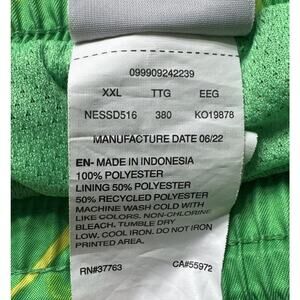 099909242239
XXL TTG EEG
NESSD516 380 KO19878
MANUFACTURE DATE 06/22
EN- MADE IN INDONESIA
100% POLYESTER
LINING 50% POLYESTER
50% RECYCLED POLYESTER
MACHINE WASH COLD WITH
LIKE COLORS. NON-CHLORINE
BLEACH. TUMBLE DRY
LOW. COOL IRON. DO NOT IRON
PRINTED AREA.
RN#37763 CA#55972